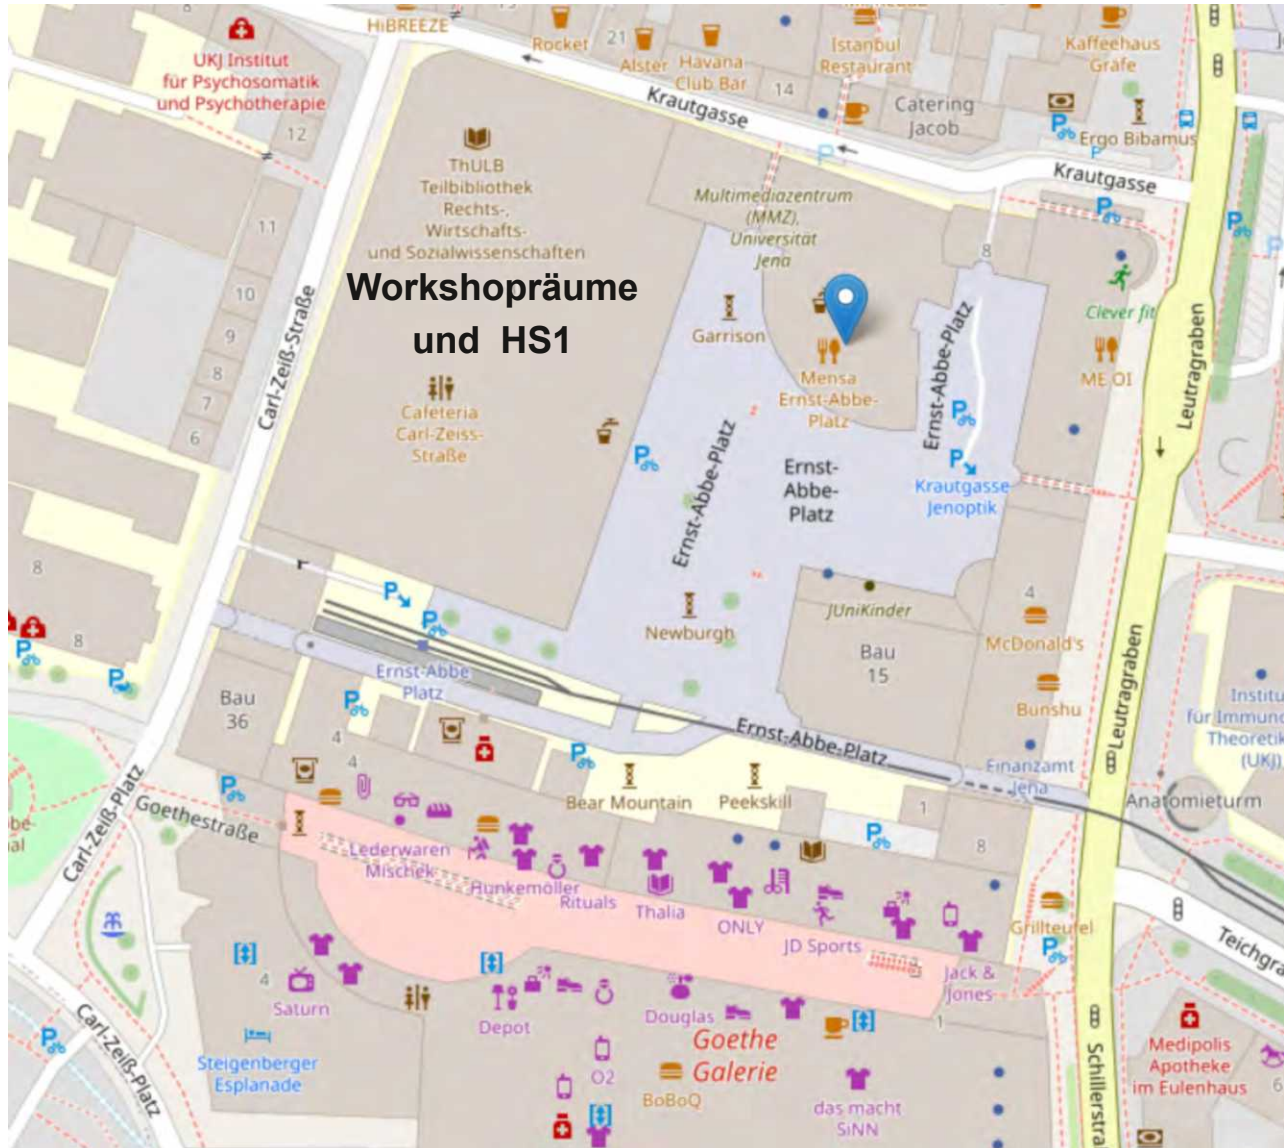 HiBREEZE
UKJ Institut
für Psychosomatik
und Psychotherapie
12
Rocket
21
Alster
Havana
Club Bar
14
Istanbul
Restaurant
Catering
Jacob
Kaffeehaus
Gräfe
Ergo Bibamus
Krautgasse
Krautgasse
P
P
P
P
P
P
ThULB
Teilbibliothek
Rechts-,
Wirtschafts-
und Sozialwissenschaften
Multimediazentrum
(MMZ),
Universität
Jena
8
Workshopräume
und HS1
11
10
9
8
7
6
Carl-Zeiß-Straße
Garrison
Mensa
Ernst-Abbe-
Platz
Ernst-Abbe-Platz
Clever fit
ME OI
Leutragraben
Cafeteria
Carl-Zeiss-
Straße
P
P
P
Ernst-Abbe-Platz
Ernst-
Abbe-
Platz
Krautgasse-
Jenoptik
8
8
P
P
P
P
4
JUniKinder
McDonald's
Newburgh
Bau
15
Bunshu
Leutragraben
Institu
für Immuno
Theoretik
(UKJ)
Ernst-Abbe
Platz
Bau
36
P
4
4
P
P
Ernst-Abbe-Platz
Finanzamt
Jena
Anatomieturm
Bear Mountain
Peekskill
1
8
P
Goethestraße
Carl-Zeiß-Platz
be-
al
Lederwaren
Mischek
Hunkemöller
Rituals
Thalia
ONLY
JD Sports
Jack &
Jones
Grillteufel
P
Teichgra
4
Saturn
Steigenberger
Esplanade
Carl-Zeiß-Platz
P
Depot
Douglas
1
Goethe
Galerie
O2
BoBoQ
das macht
SiNN
Schillerstra
Medipolis
Apotheke
im Eulenhaus
6